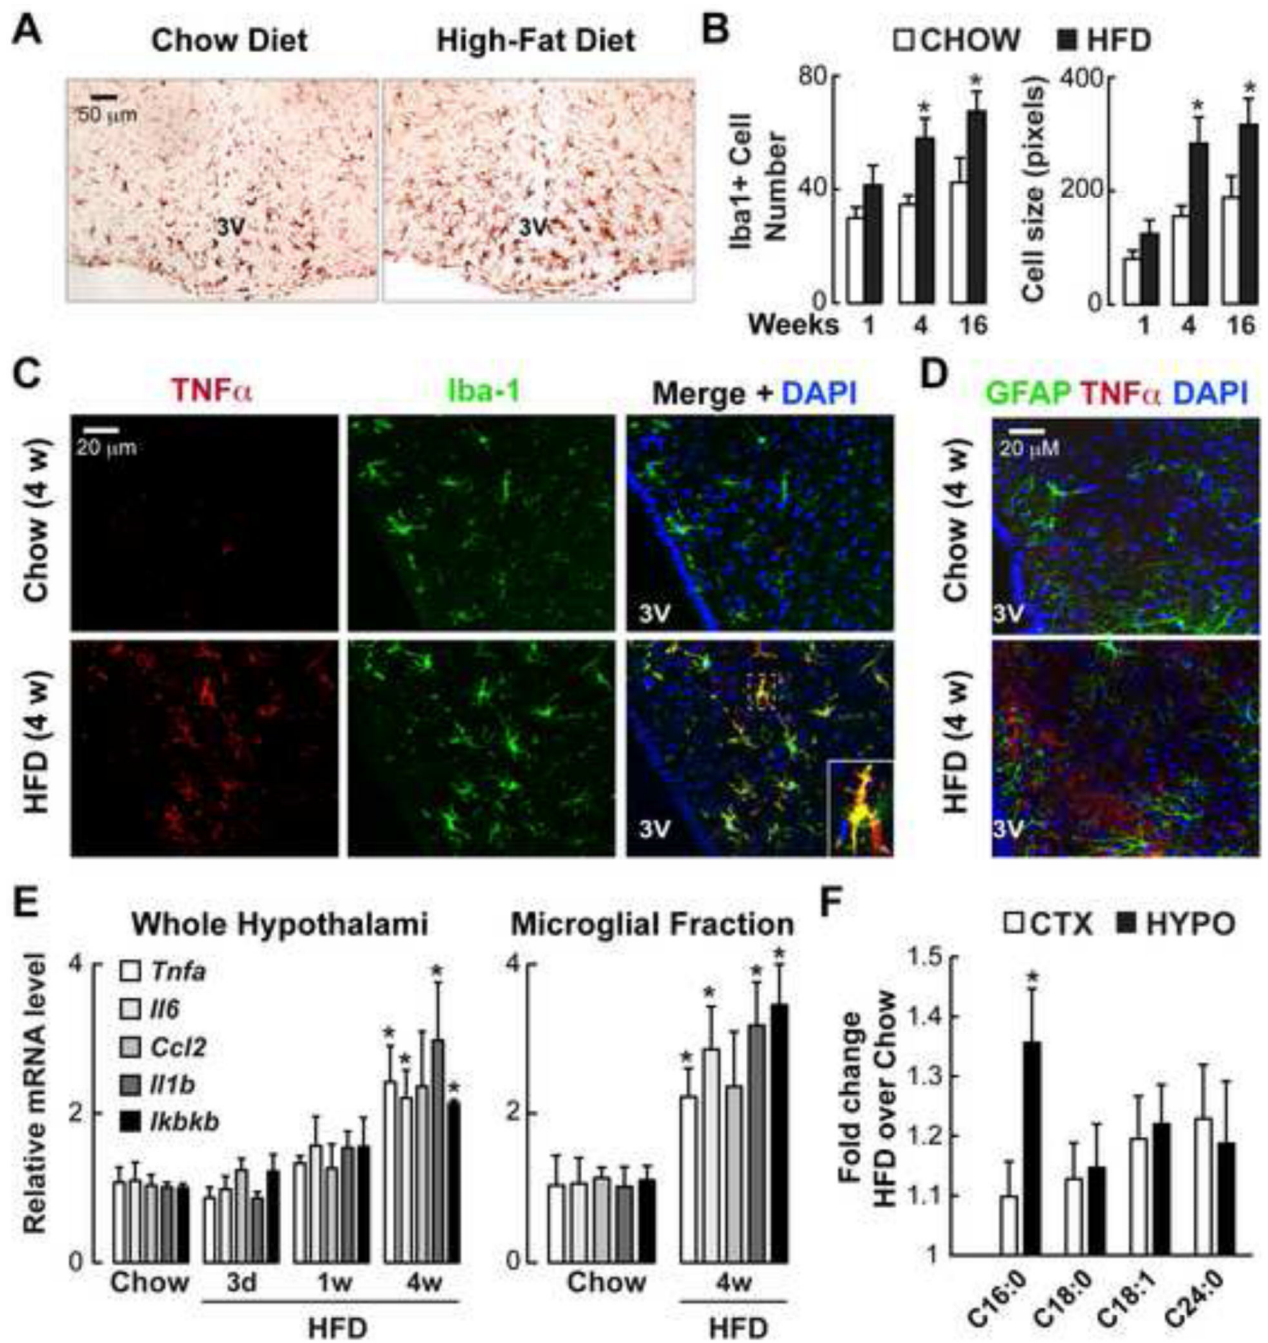 A
Chow Diet
High-Fat Diet
50 μm
3V
3V
B
CHOW HFD
80
40
0
Iba1+ Cell
Number
* *
Weeks 1 4 16
400
200
0
Cell size (pixels)
* *
1 4 16
C
TNFα
Iba-1
Merge + DAPI
Chow (4 w)
20 μm
3V
HFD (4 w)
3V
D
GFAP TNFα DAPI
Chow (4 w)
20 μM
3V
HFD (4 w)
3V
E
Whole Hypothalami
Relative mRNA level
4
2
0
Tnfa
Il6
Ccl2
Il1b
Ikbkb
* * * *
Chow 3d 1w 4w
HFD
Microglial Fraction
4
2
0
* * * *
Chow 4w
HFD
F
CTX HYPO
Fold change
HFD over Chow
1.5
1.4
1.3
1.2
1.1
1
*
C16:0 C18:0 C18:1 C24:0